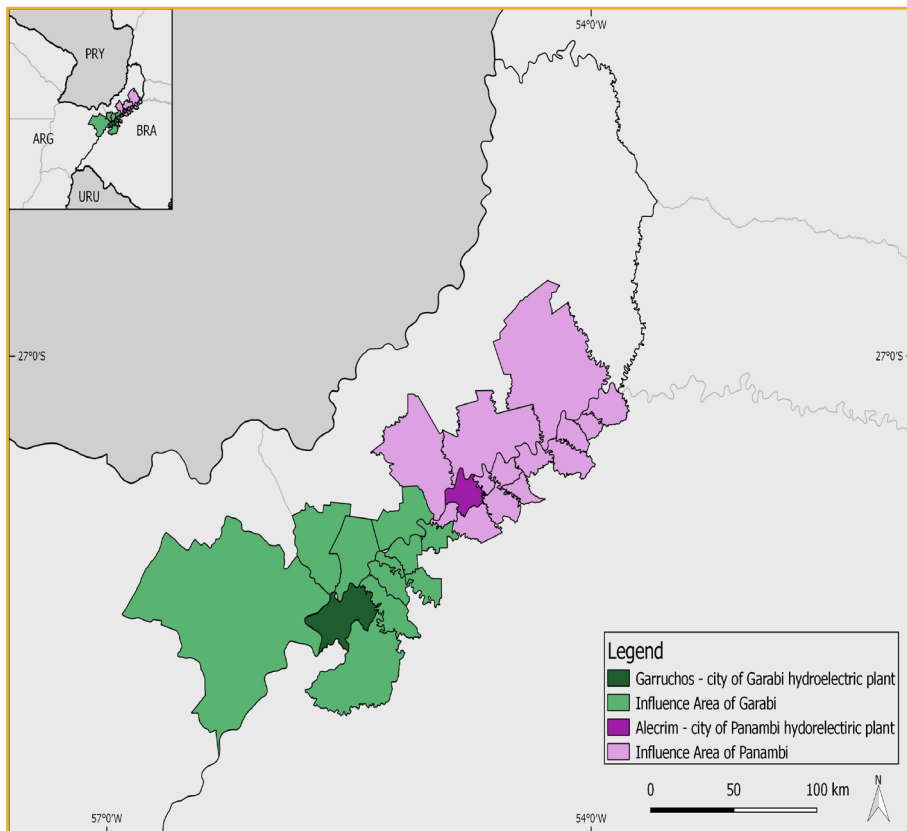 54°0'W
PRY
ARG
BRA
URU
27°0'S
27°0'S
Legend
Garruchos - city of Garabi hydroelectric plant
Influence Area of Garabi
Alecrim - city of Panambi hydorelectiric plant
Influence Area of Panambi
0 50 100 km
N
57°0'W
54°0'W